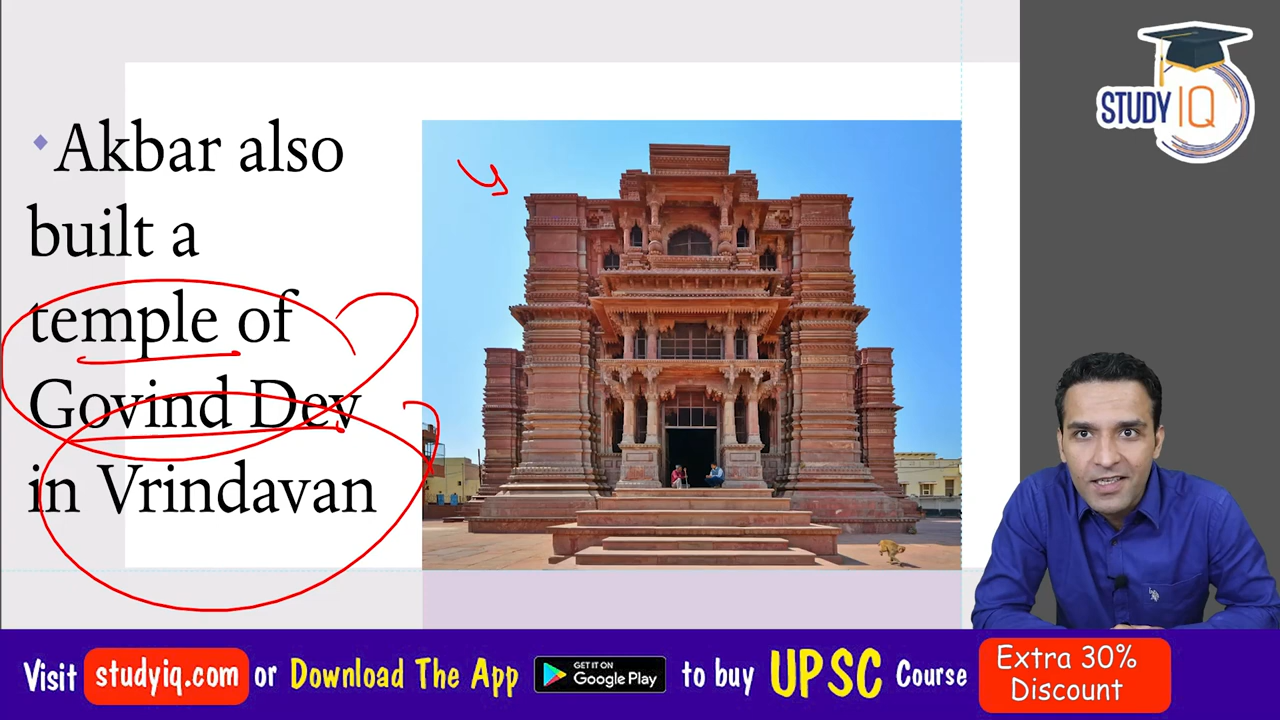 Akbar also
built a
temple of
Govind Dev
in Vrindavan
STUDY IQ
Visit studyiq.com or Download The App GET IT ON Google Play to buy UPSC Course Extra 30% Discount